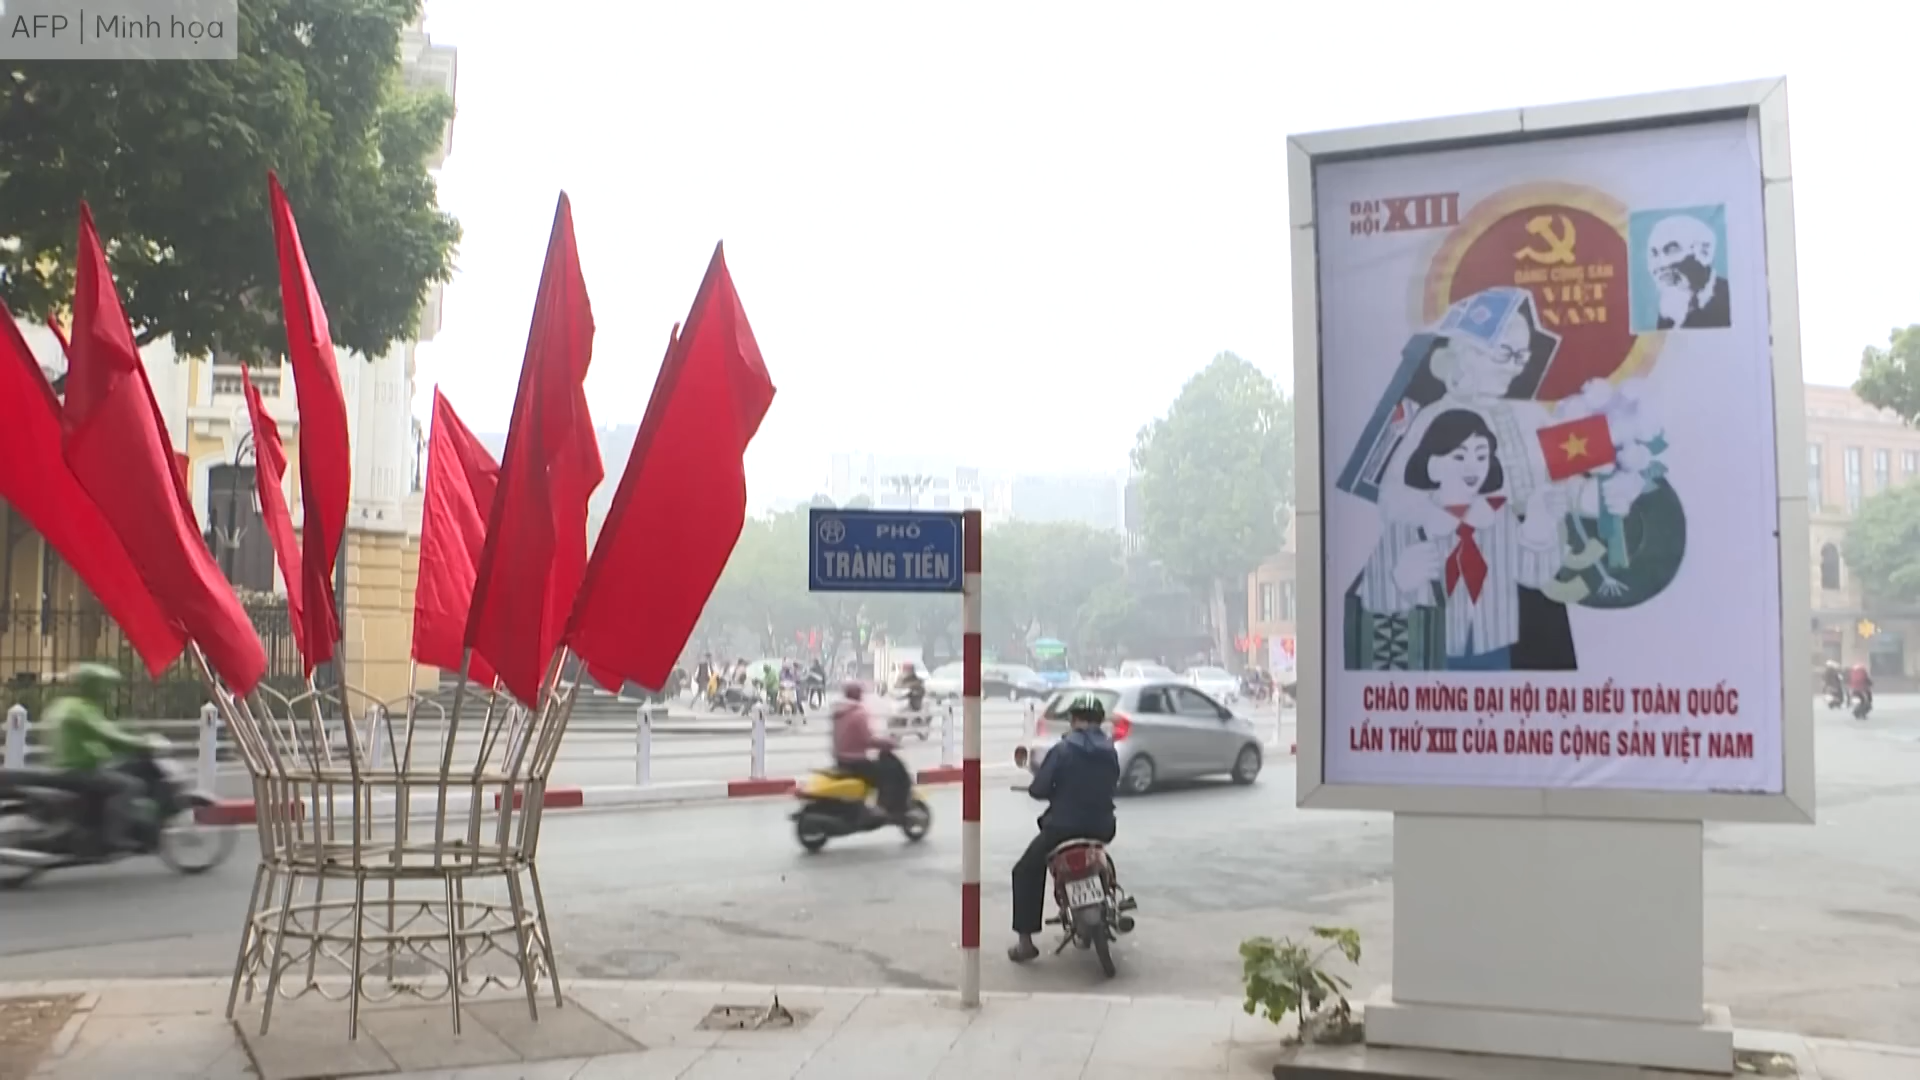 AFP | Minh họa
ĐẠI HỘI XIII
ĐẢNG CỘNG SẢN
VIỆT
NAM
PHỐ
TRÀNG TIỀN
CHÀO MỪNG ĐẠI HỘI ĐẠI BIỂU TOÀN QUỐC
LẦN THỨ XIII CỦA ĐẢNG CỘNG SẢN VIỆT NAM